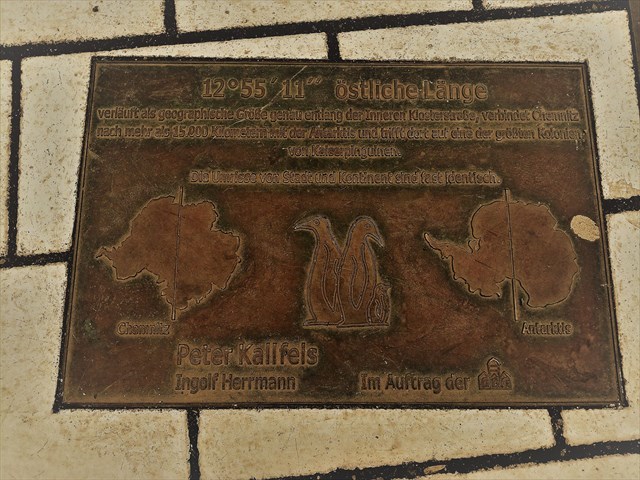 12°55´11´´ östliche Länge
verläuft als geographische Größe genau entlang der Inneren Klosterstraße, verbindet Chemnitz
nach mehr als 15.000 Kilometern mit der Antarktis und trifft dort auf eine der größten Kolonien
von Kaiserpinguinen.
Die Umrisse von Stadt und Kontinent sind fast identisch.
Chemnitz
Antarktis
Peter Kallfels
Ingolf Herrmann
Im Auftrag der